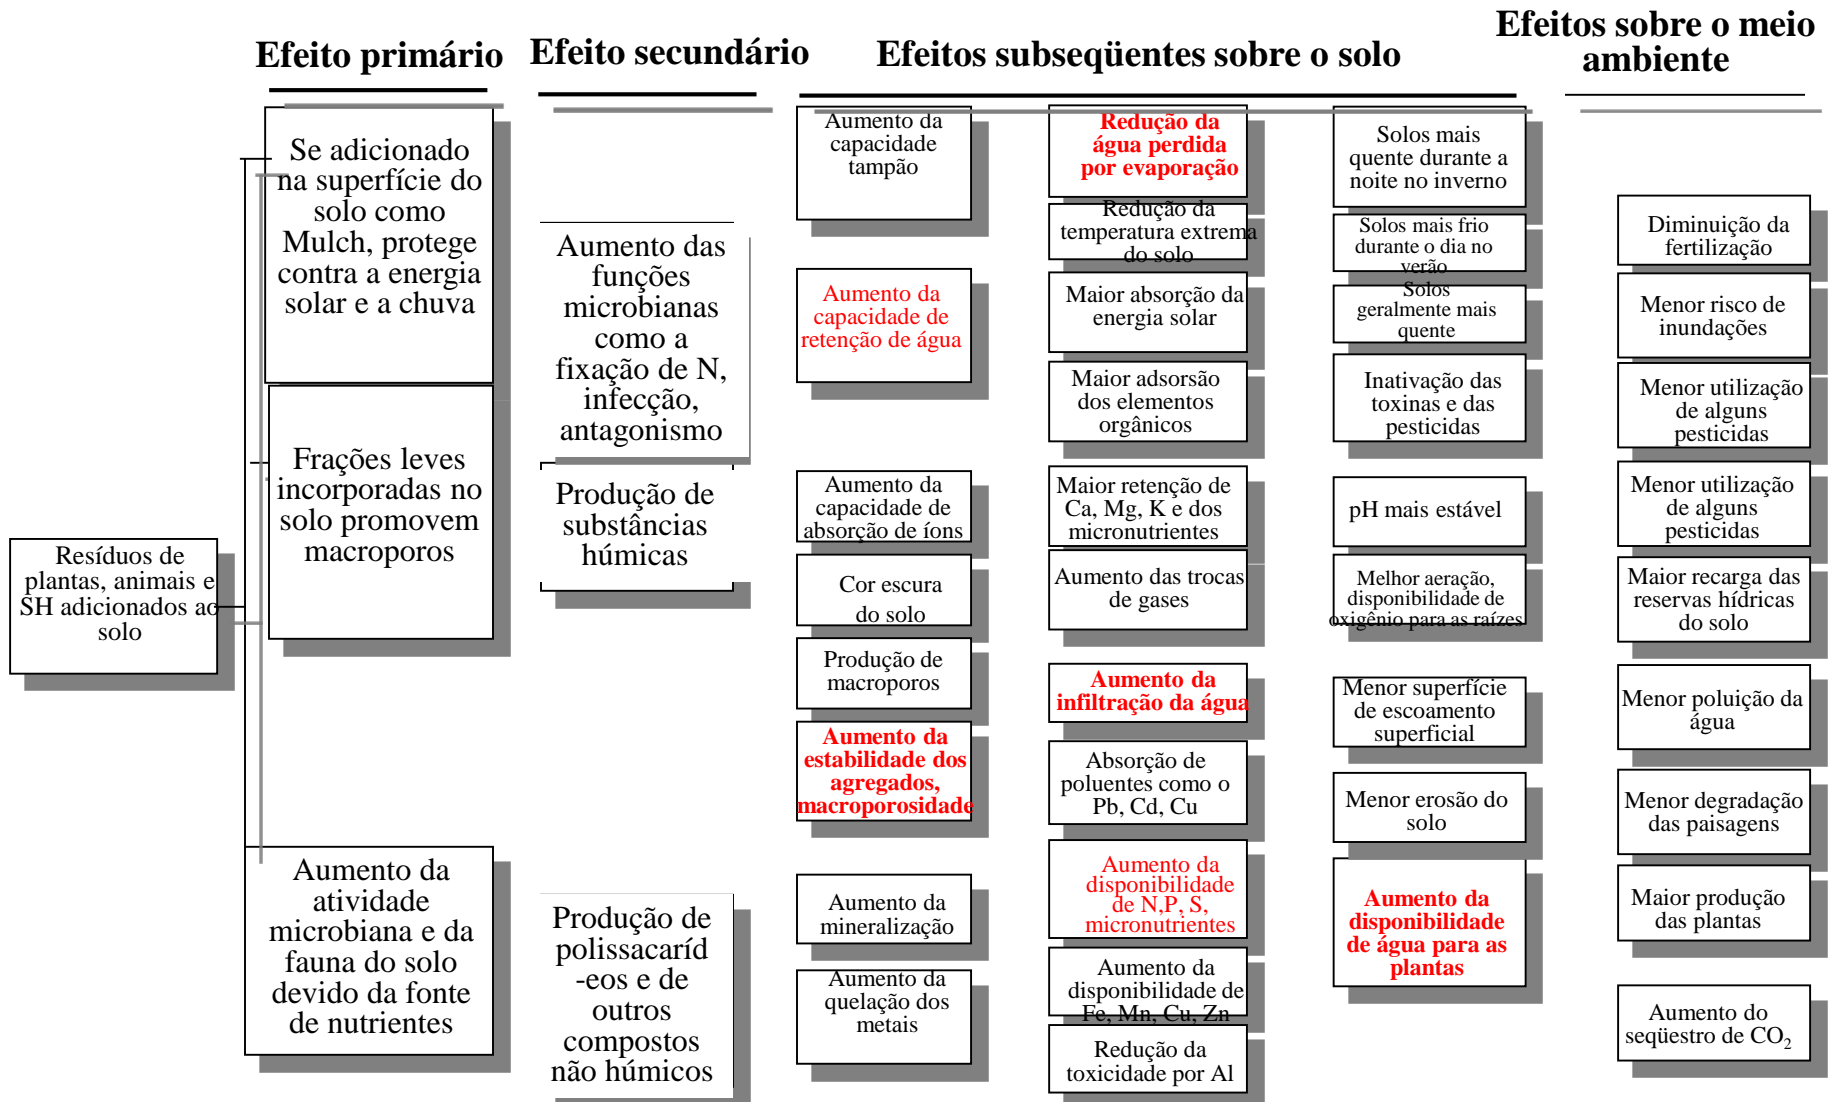 Efeito primário
Efeito secundário
Efeitos subseqüentes sobre o solo
Efeitos sobre o meio
ambiente
Resíduos de
plantas, animais e
SH adicionados ao
solo
Se adicionado
na superfície do
solo como
Mulch, protege
contra a energia
solar e a chuva
Frações leves
incorporadas no
solo promovem
macroporos
Aumento da
atividade
microbiana e da
fauna do solo
devido da fonte
de nutrientes
Aumento das
funções
microbianas
como a
fixação de N,
infecção,
antagonismo
Produção de
substâncias
húmicas
Produção de
polissacaríd
-eos e de
outros
compostos
não húmicos
Aumento da
capacidade
tampão
Aumento da
capacidade de
retenção de água
Aumento da
capacidade de
absorção de íons
Cor escura
do solo
Produção de
macroporos
Aumento da
estabilidade dos
agregados,
macroporosidade
Aumento da
mineralização
Aumento da
quelação dos
metais
Redução da
água perdida
por evaporação
Redução da
temperatura extrema
do solo
Maior absorção da
energia solar
Maior adsorsão
dos elementos
orgânicos
Maior retenção de
Ca, Mg, K e dos
micronutrientes
Aumento das trocas
de gases
Aumento da
infiltração da água
Absorção de
poluentes como o
Pb, Cd, Cu
Aumento da
disponibilidade
de N,P, S,
micronutrientes
Aumento da
disponibilidade de
Fe, Mn, Cu, Zn
Redução da
toxicidade por Al
Solos mais
quente durante a
noite no inverno
Solos mais frio
durante o dia no
verão
Solos
geralmente mais
quente
Inativação das
toxinas e das
pesticidas
pH mais estável
Melhor aeração,
disponibilidade de
oxigênio para as raízes
Menor superfície
de escoamento
superficial
Menor erosão do
solo
Aumento da
disponibilidade
de água para as
plantas
Diminuição da
fertilização
Menor risco de
inundações
Menor utilização
de alguns
pesticidas
Menor utilização
de alguns
pesticidas
Maior recarga das
reservas hídricas
do solo
Menor poluição da
água
Menor degradação
das paisagens
Maior produção
das plantas
Aumento do
seqüestro de CO₂